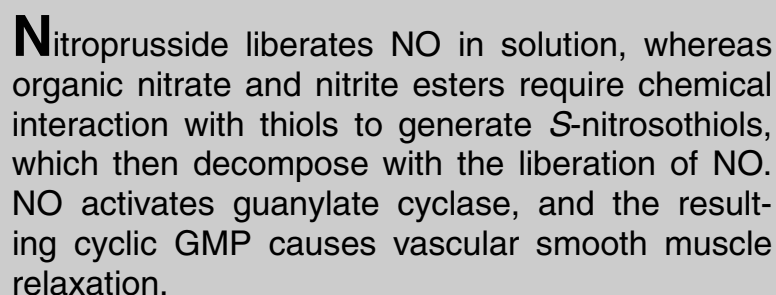 Nitroprusside liberates NO in solution, whereas
organic nitrate and nitrite esters require chemical
interaction with thiols to generate S-nitrosothiols,
which then decompose with the liberation of NO.
NO activates guanylate cyclase, and the result-
ing cyclic GMP causes vascular smooth muscle
relaxation.